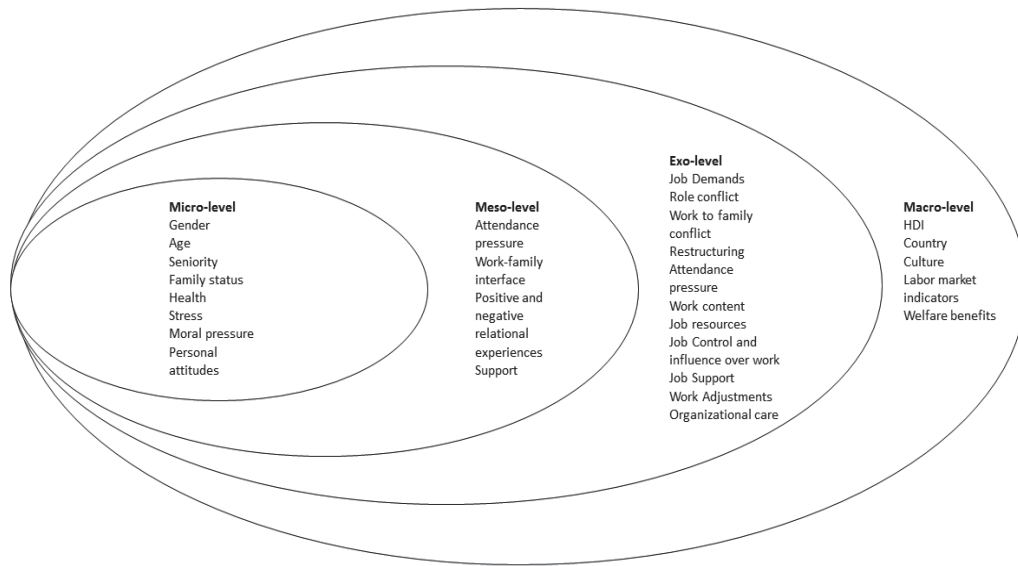 Micro-level
Gender
Age
Seniority
Family status
Health
Stress
Moral pressure
Personal
attitudes
Meso-level
Attendance
pressure
Work-family
interface
Positive and
negative
relational
experiences
Support
Exo-level
Job Demands
Role conflict
Work to family
conflict
Restructuring
Attendance
pressure
Work content
Job resources
Job Control and
influence over work
Job Support
Work Adjustments
Organizational care
Macro-level
HDI
Country
Culture
Labor market
indicators
Welfare benefits